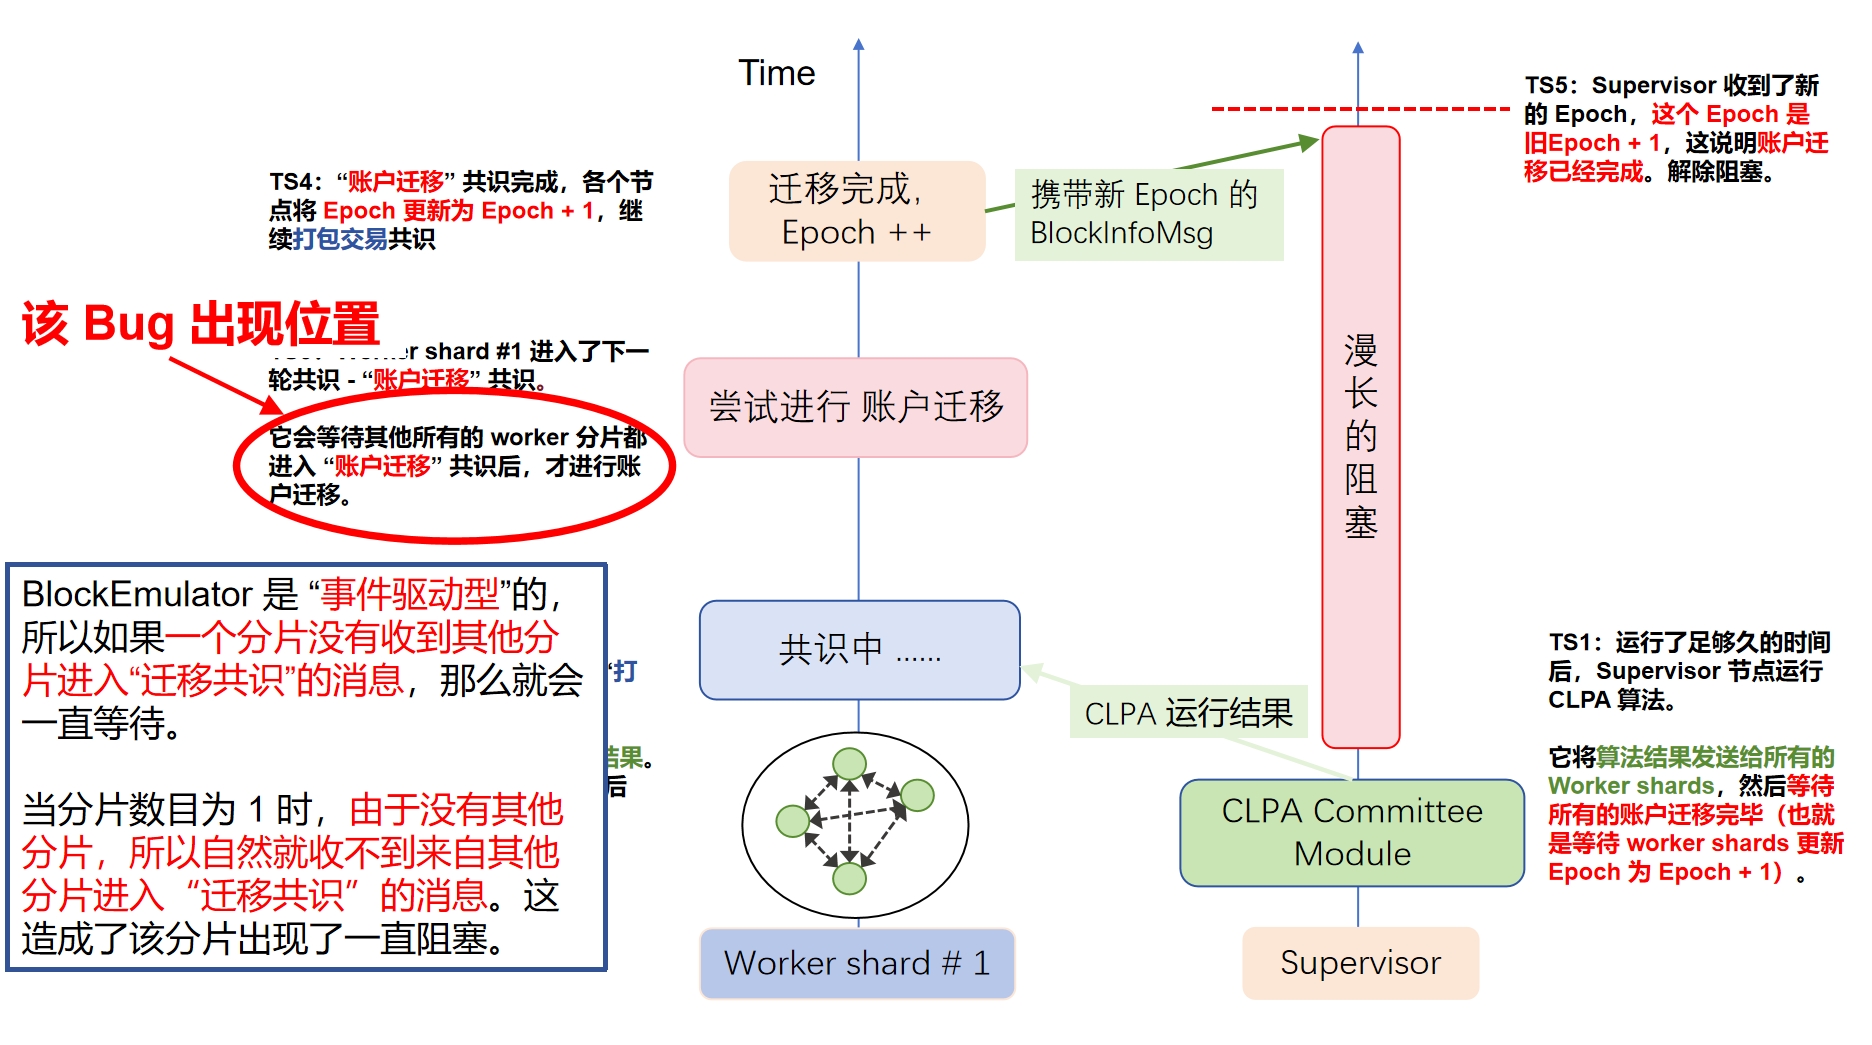 Time
TS5：Supervisor 收到了新
的 Epoch，这个 Epoch 是
旧Epoch + 1，这说明账户迁
移已经完成。解除阻塞。
TS4：“账户迁移” 共识完成，各个节
点将 Epoch 更新为 Epoch + 1，继
续打包交易共识
迁移完成,
Epoch ++
携带新 Epoch 的
BlockInfoMsg
该 Bug 出现位置
shard #1 进入了下一
轮共识 - “账户迁移” 共识。
它会等待其他所有的 worker 分片都
进入 “账户迁移” 共识后，才进行账
户迁移。
尝试进行 账户迁移
漫
长
的
阻
塞
BlockEmulator 是 “事件驱动型”的，
所以如果一个分片没有收到其他分
片进入“迁移共识”的消息，那么就会
一直等待。
当分片数目为 1 时，由于没有其他
分片，所以自然就收不到来自其他
分片进入 “迁移共识” 的消息。这
造成了该分片出现了一直阻塞。
“打
结果。
后
共识中 ......
CLPA 运行结果
TS1：运行了足够久的时间
后，Supervisor 节点运行
CLPA 算法。
它将算法结果发送给所有的
Worker shards，然后等待
所有的账户迁移完毕（也就
是等待 worker shards 更新
Epoch 为 Epoch + 1）。
CLPA Committee
Module
Worker shard # 1
Supervisor